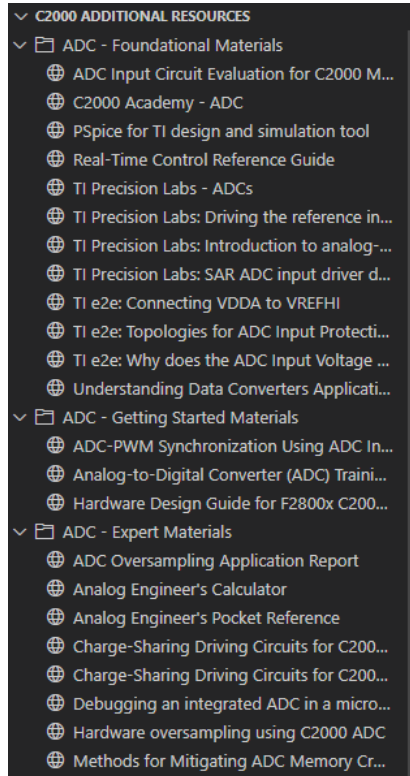 C2000 ADDITIONAL RESOURCES
ADC - Foundational Materials
ADC Input Circuit Evaluation for C2000 M...
C2000 Academy - ADC
PSpice for TI design and simulation tool
Real-Time Control Reference Guide
TI Precision Labs - ADCs
TI Precision Labs: Driving the reference in...
TI Precision Labs: Introduction to analog-...
TI Precision Labs: SAR ADC input driver d...
TI e2e: Connecting VDDA to VREFHI
TI e2e: Topologies for ADC Input Protecti...
TI e2e: Why does the ADC Input Voltage ...
Understanding Data Converters Applicati...
ADC - Getting Started Materials
ADC-PWM Synchronization Using ADC In...
Analog-to-Digital Converter (ADC) Traini...
Hardware Design Guide for F2800x C200...
ADC - Expert Materials
ADC Oversampling Application Report
Analog Engineer's Calculator
Analog Engineer's Pocket Reference
Charge-Sharing Driving Circuits for C200...
Charge-Sharing Driving Circuits for C200...
Debugging an integrated ADC in a micro...
Hardware oversampling using C2000 ADC
Methods for Mitigating ADC Memory Cr...